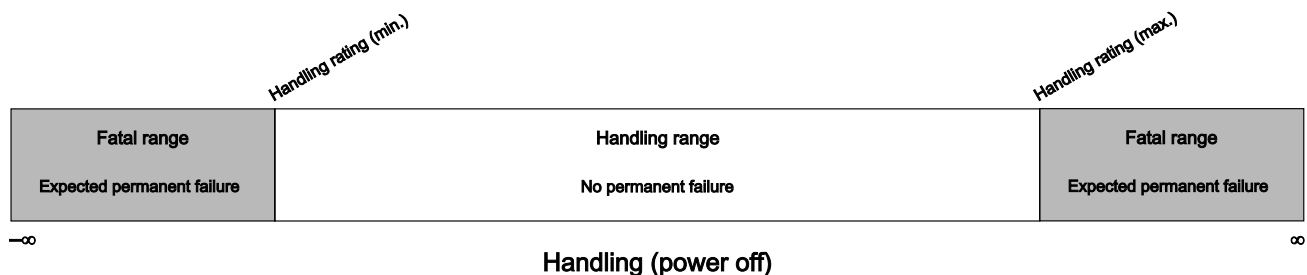 Handling rating (min.)
Handling rating (max.)
Fatal range
Handling range
Fatal range
Expected permanent failure
No permanent failure
Expected permanent failure
–∞
∞
Handling (power off)